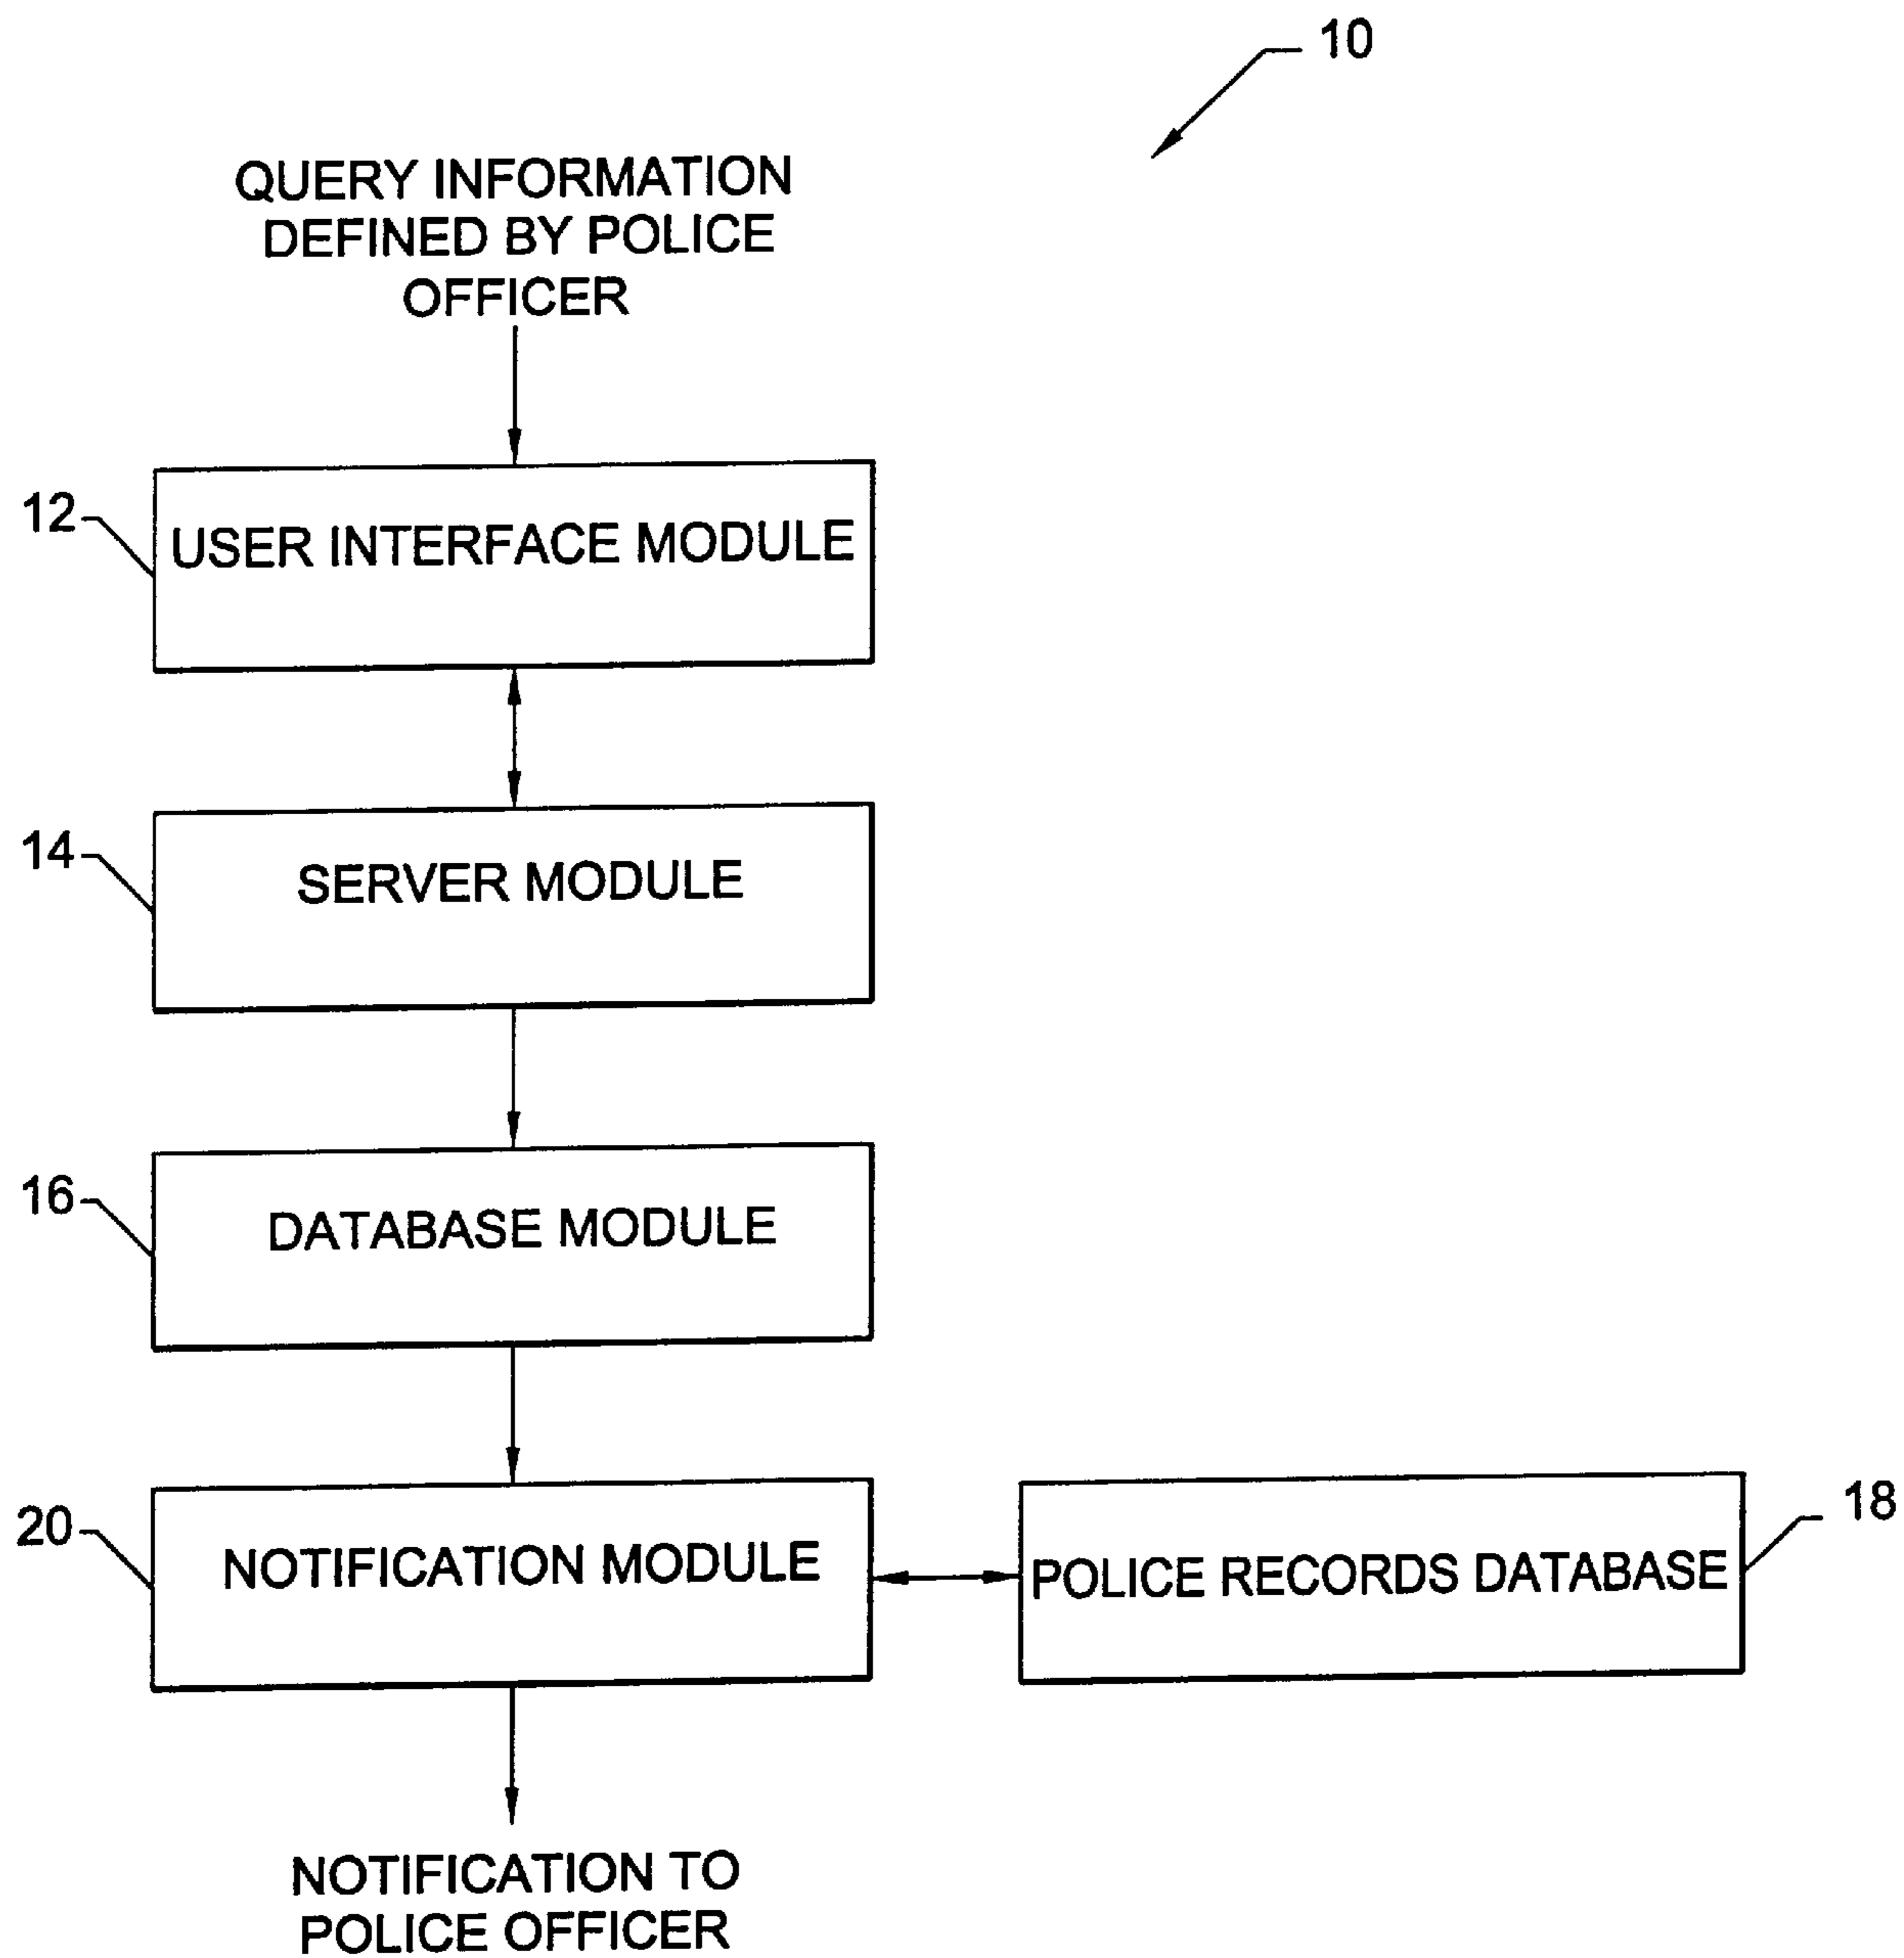 10
QUERY INFORMATION
DEFINED BY POLICE
OFFICER
12
USER INTERFACE MODULE
14
SERVER MODULE
16
DATABASE MODULE
20
NOTIFICATION MODULE
POLICE RECORDS DATABASE
18
NOTIFICATION TO
POLICE OFFICER